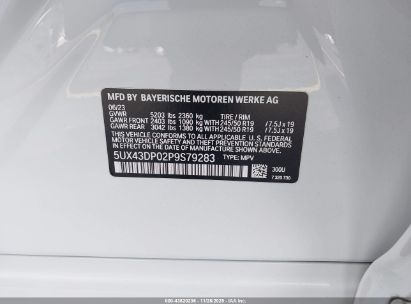 MFD BY BAYERISCHE MOTOREN WERKE AG
06/23
GVWR 5203 lbs 2360 kg TIRE / RIM
GAWR FRONT 2403 lbs 1090 kg WITH 245/50 R19 /7.5J x 19
GAWR REAR 3042 lbs 1380 kg WITH 245/50 R19 /7.5J x 19
THIS VEHICLE CONFORMS TO ALL APPLICABLE U.S. FEDERAL
MOTOR VEHICLE SAFETY, BUMPER, AND THEFT PREVENTION
STANDARDS IN EFFECT ON THE DATE OF MANUFACTURE SHOWN ABOVE.
5UX43DP02P9S79283 TYPE: MPV
300U